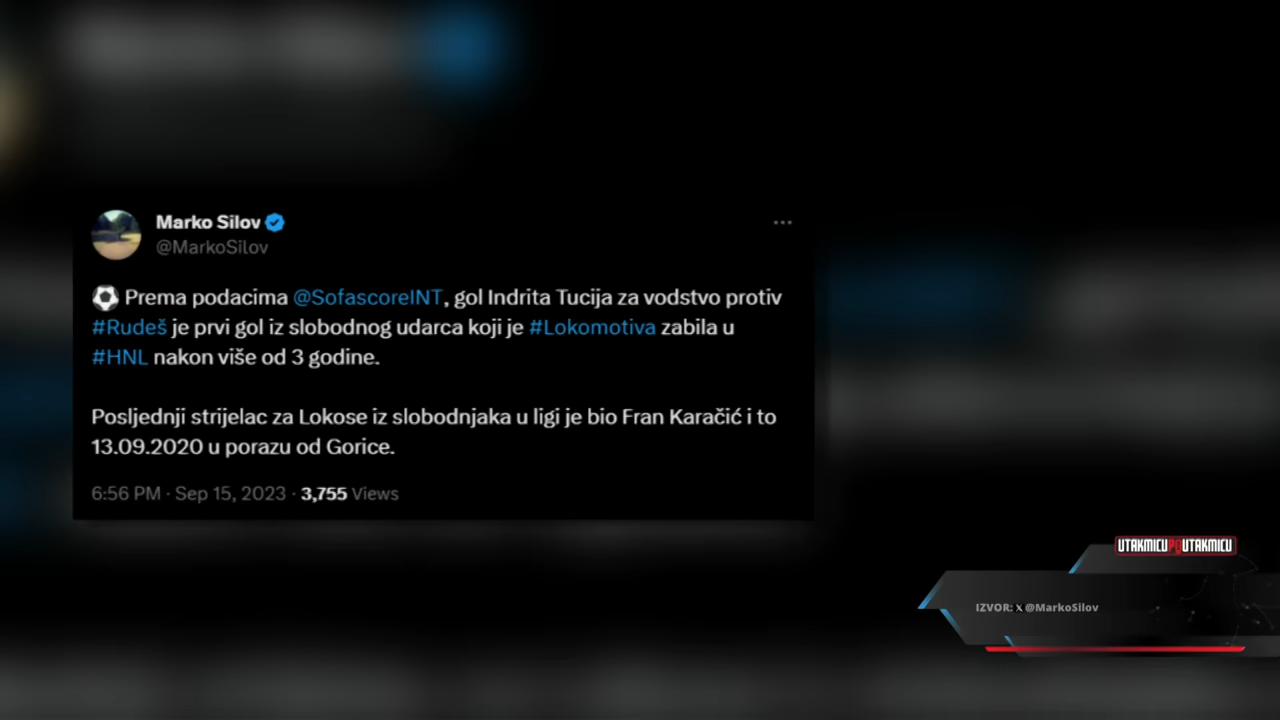 Marko Silov
@MarkoSilov
⚽ Prema podacima @SofascoreINT, gol Indrita Tucija za vodstvo protiv
#Rudeš je prvi gol iz slobodnog udarca koji je #Lokomotiva zabila u
#HNL nakon više od 3 godine.
Posljednji strijelac za Lokose iz slobodnjaka u ligi je bio Fran Karačić i to
13.09.2020 u porazu od Gorice.
6:56 PM · Sep 15, 2023 · 3,755 Views
UTAKMICU PO UTAKMICU
IZVOR: X @MarkoSilov